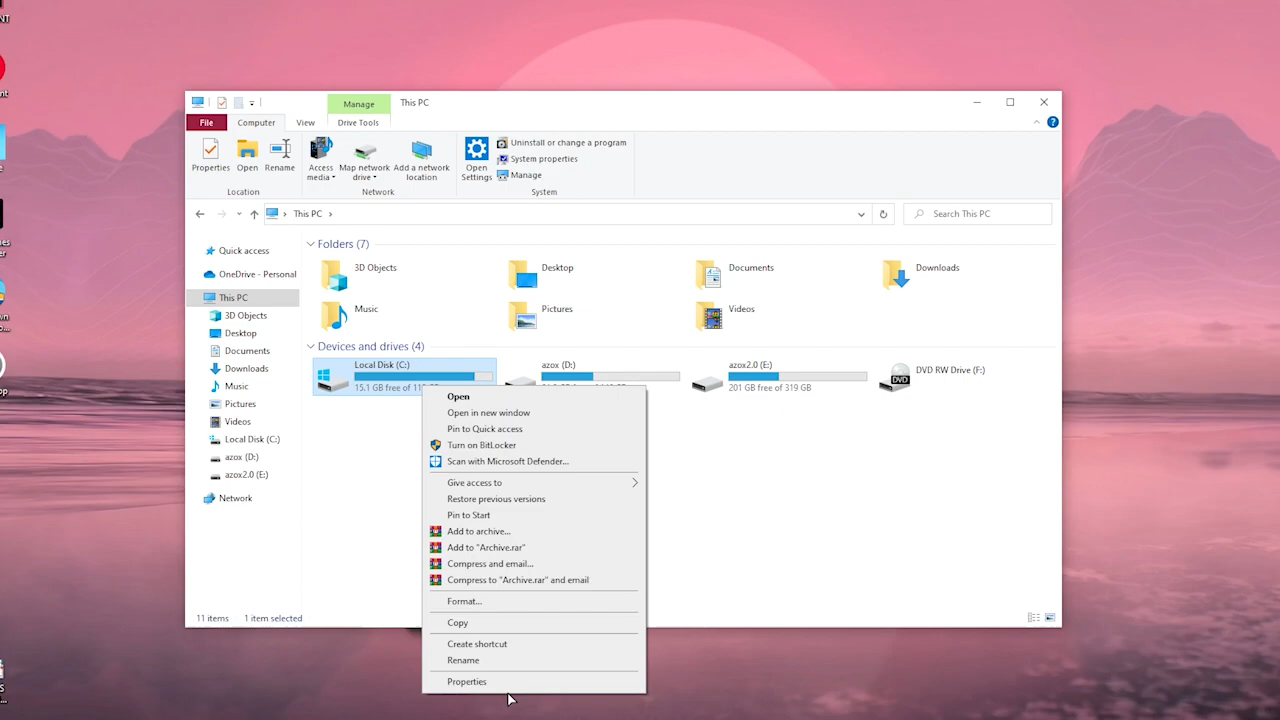 This PC
Manage
File
Computer
View
Drive Tools
Properties
Open
Rename
Access media
Map network drive
Add a network location
Open Settings
Uninstall or change a program
System properties
Manage
Location
Network
System
This PC
Search This PC
Quick access
OneDrive - Personal
This PC
3D Objects
Desktop
Documents
Downloads
Music
Pictures
Videos
Local Disk (C:)
azox (D:)
azox2.0 (E:)
Network
Folders (7)
3D Objects
Desktop
Documents
Downloads
Music
Pictures
Videos
Devices and drives (4)
Local Disk (C:)
15.1 GB free of
azox (D:)
azox2.0 (E:)
201 GB free of 319 GB
DVD RW Drive (F:)
DVD
Open
Open in new window
Pin to Quick access
Turn on BitLocker
Scan with Microsoft Defender...
Give access to
Restore previous versions
Pin to Start
Add to archive...
Add to "Archive.rar"
Compress and email...
Compress to "Archive.rar" and email
Format...
Copy
Create shortcut
Rename
Properties
11 items
1 item selected